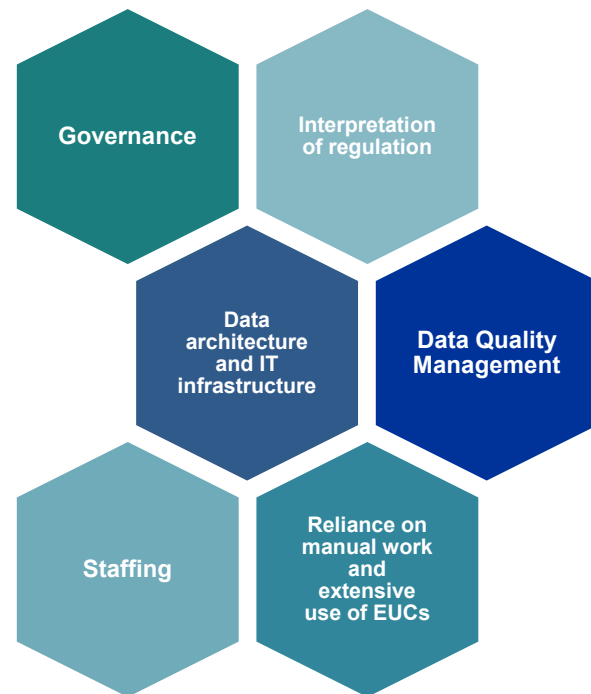 Governance
Interpretation
of regulation
Data
architecture
and IT
infrastructure
Data Quality
Management
Staffing
Reliance on
manual work
and
extensive
use of EUCs